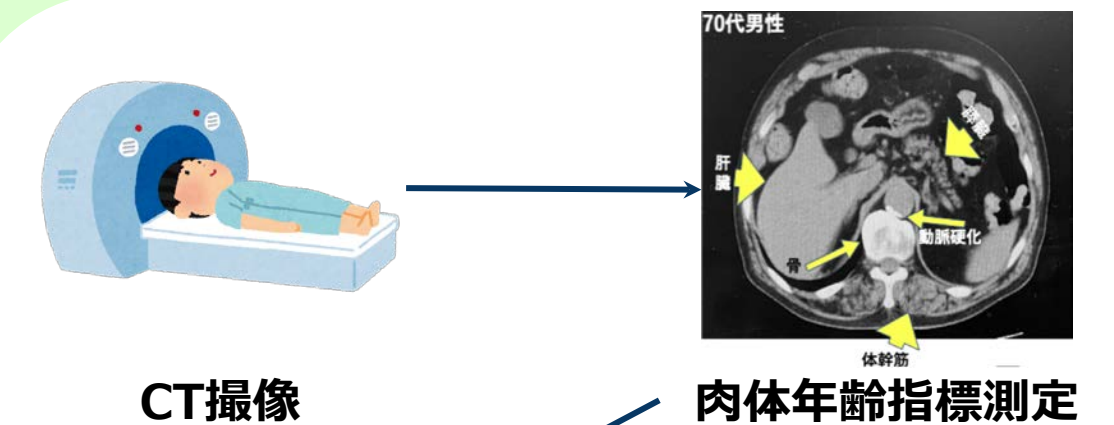 70代男性
膵臓
肝臓
動脈硬化
骨
体幹筋
CT撮像
肉体年齢指標測定